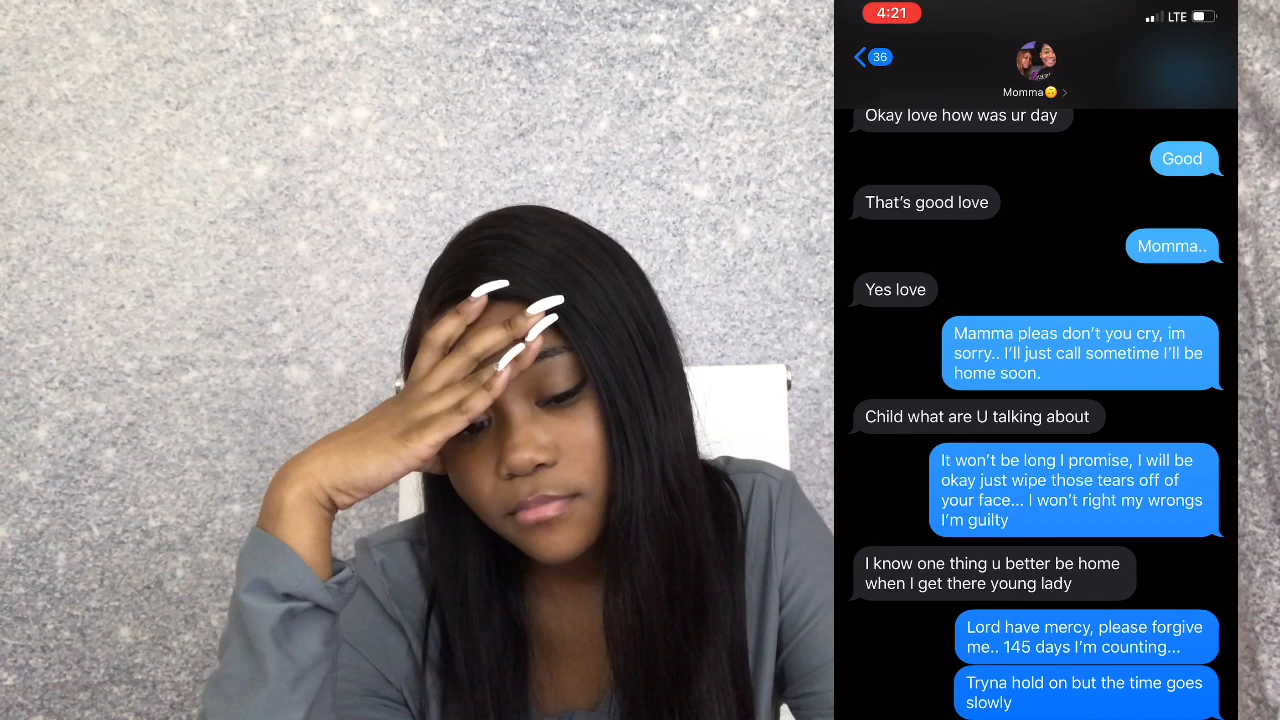 4:21
LTE
36
Momma
Okay love how was ur day
Good
That's good love
Momma..
Yes love
Mamma pleas don't you cry, im
sorry.. I'll just call sometime I'll be
home soon.
Child what are U talking about
It won't be long I promise, I will be
okay just wipe those tears off of
your face... I won't right my wrongs
I'm guilty
I know one thing u better be home
when I get there young lady
Lord have mercy, please forgive
me.. 145 days I'm counting...
Tryna hold on but the time goes
slowly